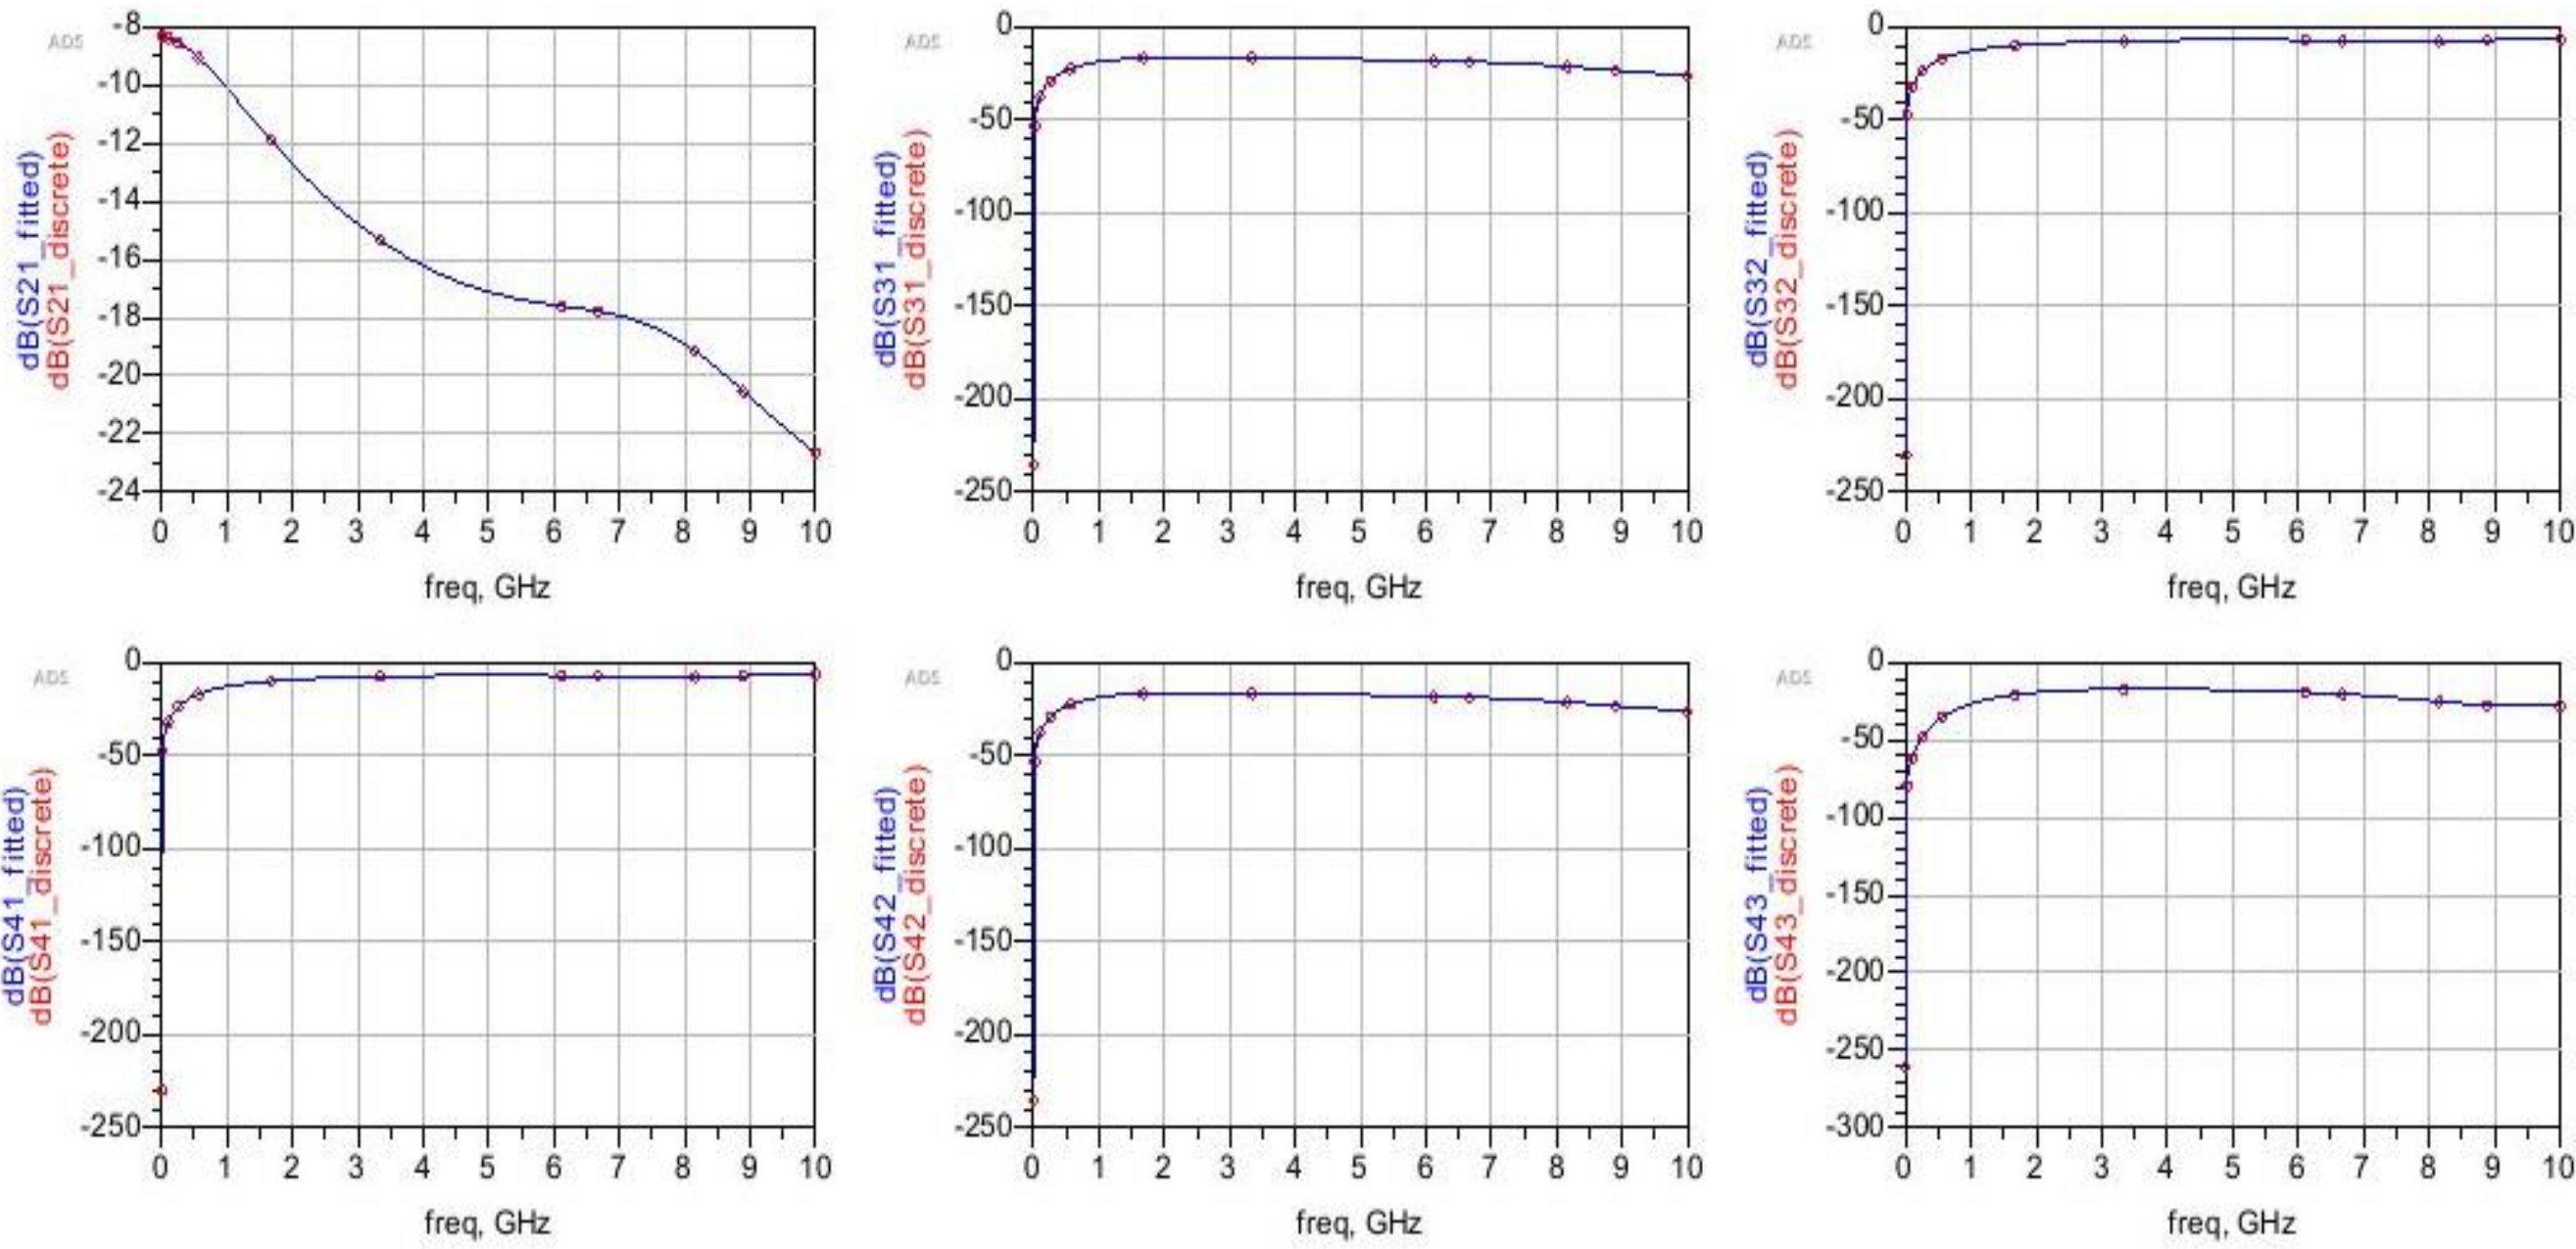 ADS
dB(S21_fitted)
dB(S21_discrete)
-8
-10
-12
-14
-16
-18
-20
-22
-24
0 1 2 3 4 5 6 7 8 9 10
freq, GHz
ADS
dB(S31_fitted)
dB(S31_discrete)
0
-50
-100
-150
-200
-250
0 1 2 3 4 5 6 7 8 9 10
freq, GHz
ADS
dB(S32_fitted)
dB(S32_discrete)
0
-50
-100
-150
-200
-250
0 1 2 3 4 5 6 7 8 9 10
freq, GHz
ADS
dB(S41_fitted)
dB(S41_discrete)
0
-50
-100
-150
-200
-250
0 1 2 3 4 5 6 7 8 9 10
freq, GHz
ADS
dB(S42_fitted)
dB(S42_discrete)
0
-50
-100
-150
-200
-250
0 1 2 3 4 5 6 7 8 9 10
freq, GHz
ADS
dB(S43_fitted)
dB(S43_discrete)
0
-50
-100
-150
-200
-250
-300
0 1 2 3 4 5 6 7 8 9 10
freq, GHz